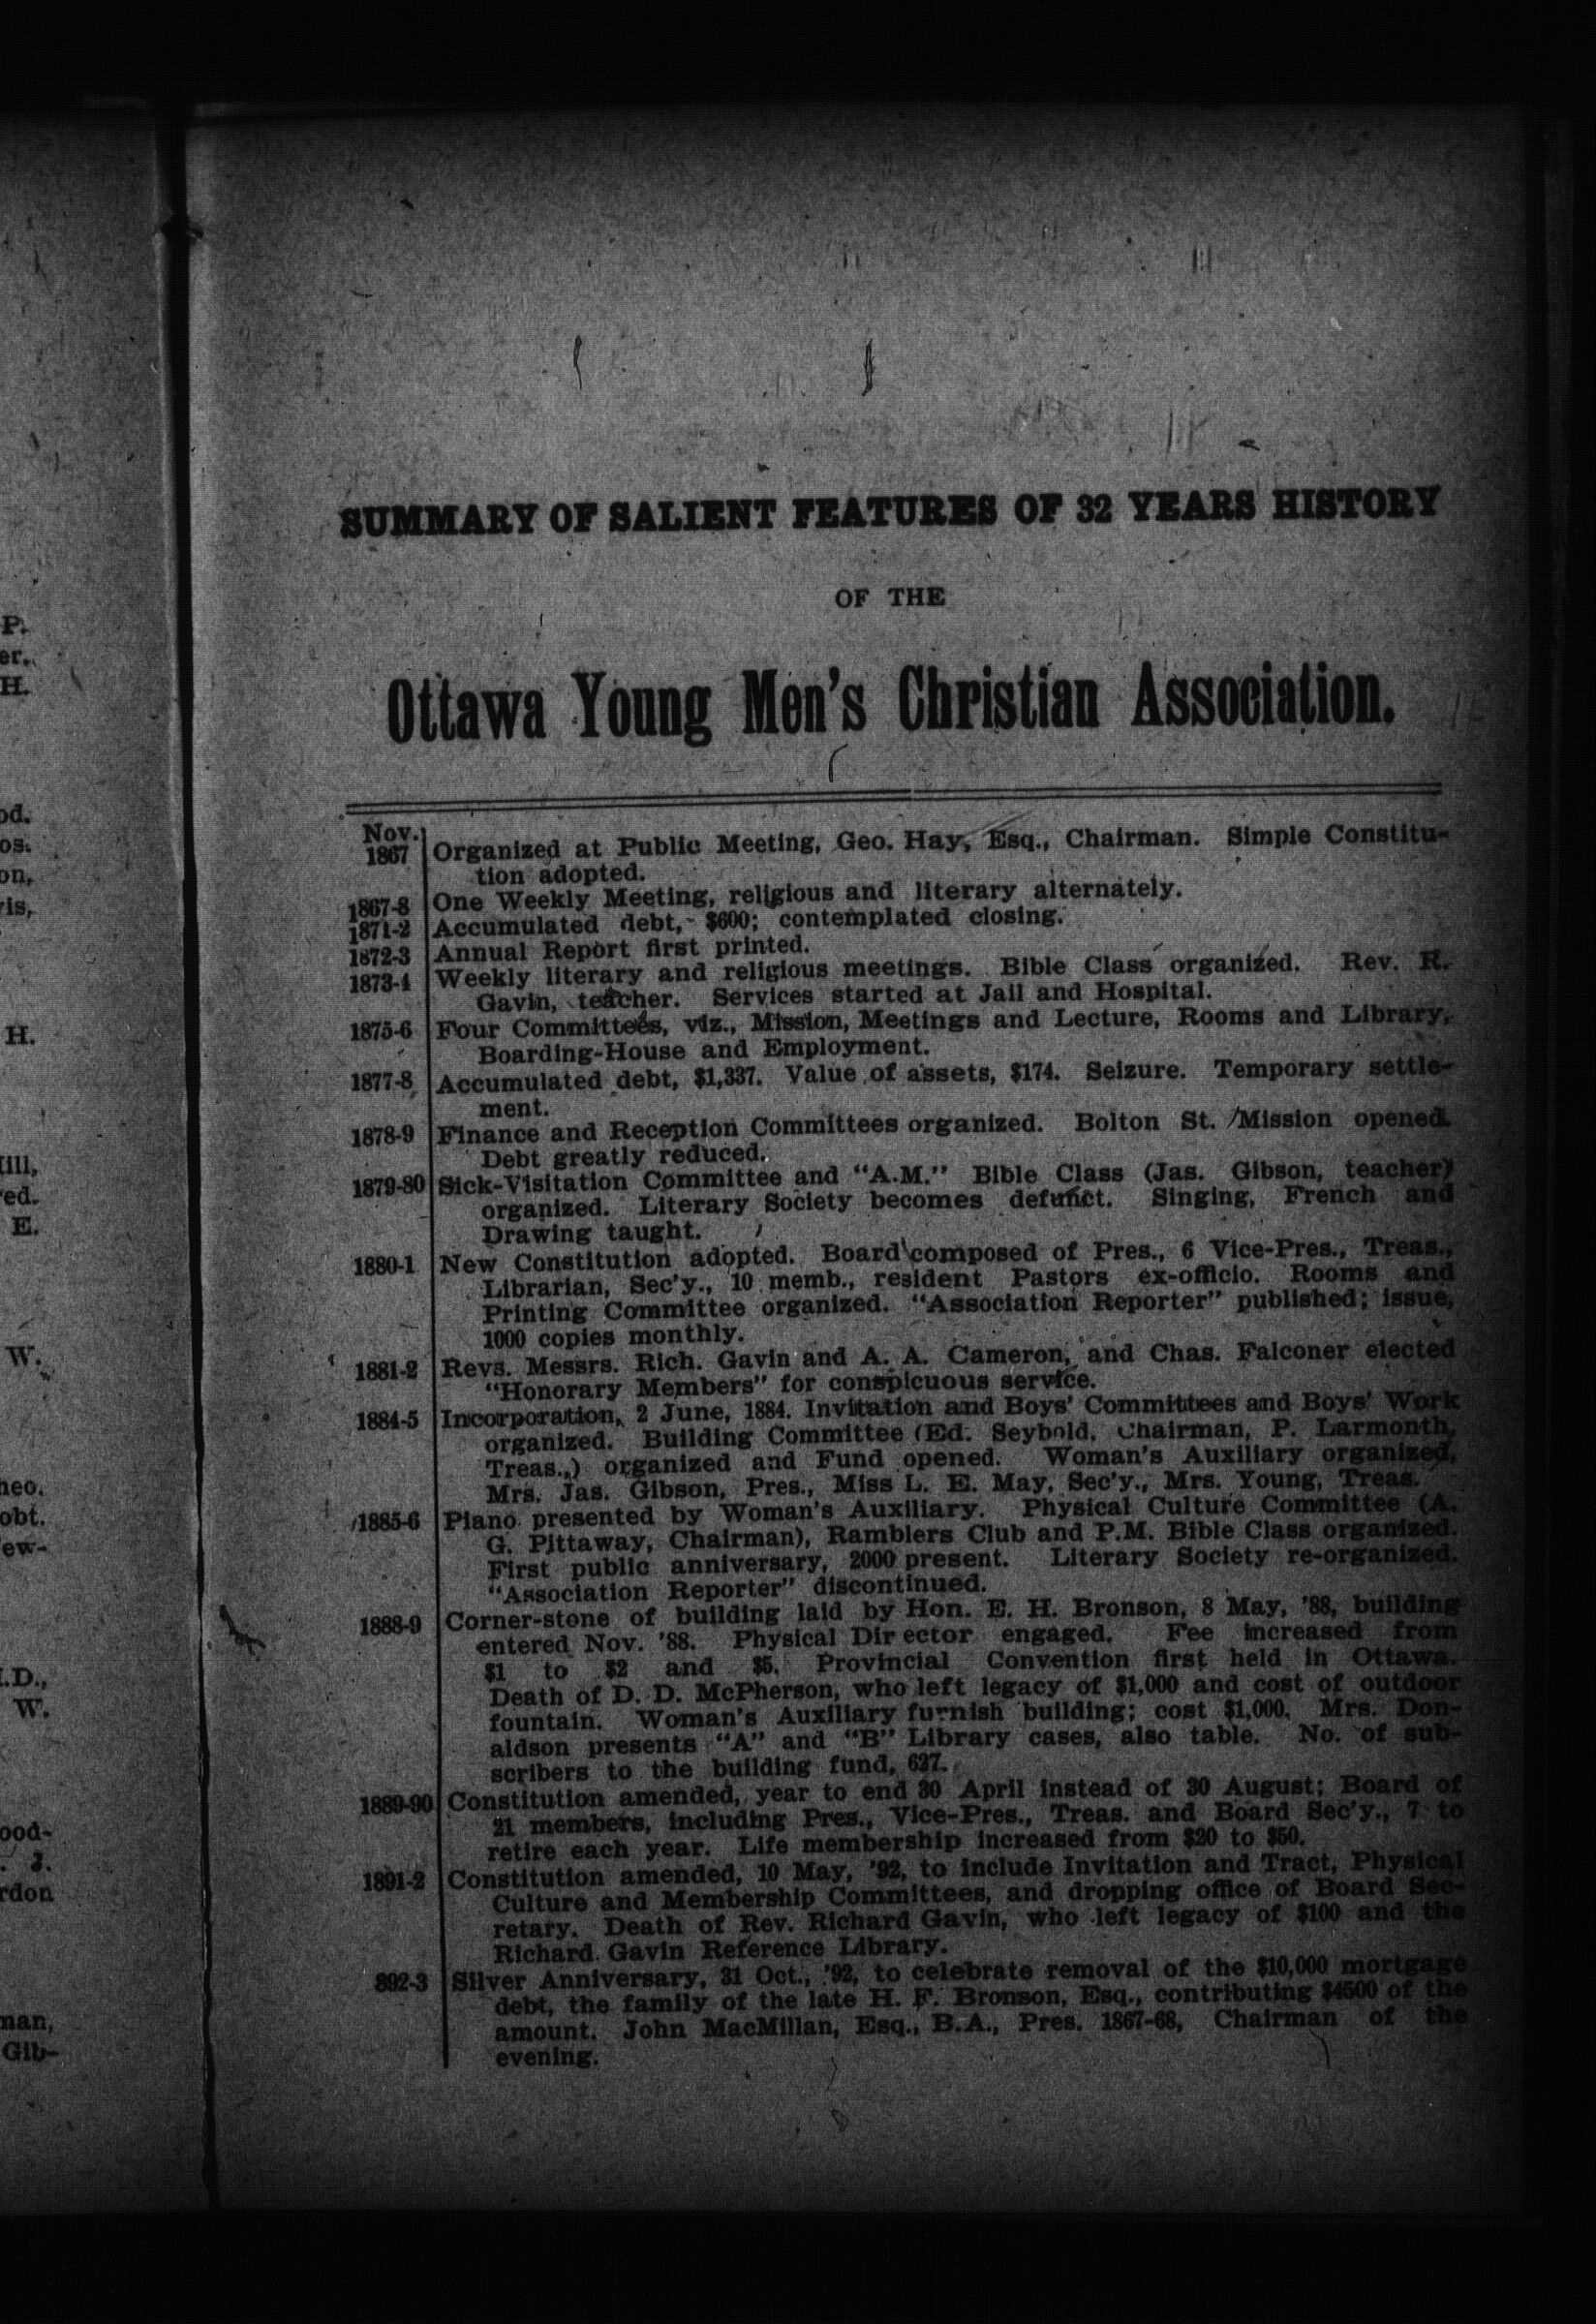 SUMMARY OF SALIENT FEATURES OF 32 YEARS HISTORY
OF THE
Ottawa Young Men's Christian Association.
Nov.
1867 Organized at Public Meeting, Geo. Hay, Esq., Chairman. Simple Constitu-
tion adopted.
1867-8 One Weekly Meeting, religious and literary alternately.
1871-2 Accumulated debt, $600; contemplated closing.
1872-3 Annual Report first printed.
1873-4 Weekly literary and religious meetings. Bible Class organized. Rev. R.
Gavin, teacher. Services started at Jail and Hospital.
1875-6 Four Committees, viz., Mission, Meetings and Lecture, Rooms and Library,
Boarding-House and Employment.
1877-8 Accumulated debt, $1,337. Value of assets, $174. Seizure. Temporary settle-
ment.
1878-9 Finance and Reception Committees organized. Bolton St. Mission opened.
Debt greatly reduced.
1879-80 Sick-Visitation Committee and "A.M." Bible Class (Jas. Gibson, teacher)
organized. Literary Society becomes defunct. Singing, French and
Drawing taught.
1880-1 New Constitution adopted. Board composed of Pres., 6 Vice-Pres., Treas.,
Librarian, Sec'y., 10 memb., resident Pastors ex-officio. Rooms and
Printing Committee organized. "Association Reporter" published; issue,
1000 copies monthly.
1881-2 Revs. Messrs. Rich. Gavin and A. A. Cameron, and Chas. Falconer elected
"Honorary Members" for conspicuous service.
1884-5 Incorporation, 2 June, 1884. Invitation and Boys' Committees and Boys' Work
organized. Building Committee (Ed. Seybold, Chairman, P. Larmonth,
Treas.,) organized and Fund opened. Woman's Auxiliary organized,
Mrs. Jas. Gibson, Pres., Miss L. E. May, Sec'y., Mrs. Young, Treas.
1885-6 Piano presented by Woman's Auxiliary. Physical Culture Committee (A.
G. Pittaway, Chairman), Ramblers Club and P.M. Bible Class organized.
First public anniversary, 2000 present. Literary Society re-organized.
"Association Reporter" discontinued.
1888-9 Corner-stone of building laid by Hon. E. H. Bronson, 8 May, '88, building
entered Nov. '88. Physical Dir ector engaged. Fee increased from
$1 to $2 and $5. Provincial Convention first held in Ottawa.
Death of D. D. McPherson, who left legacy of $1,000 and cost of outdoor
fountain. Woman's Auxiliary furnish building; cost $1,000. Mrs. Don-
aldson presents "A" and "B" Library cases, also table. No. of sub-
scribers to the building fund, 627.
1889-90 Constitution amended, year to end 30 April instead of 30 August; Board of
21 members, including Pres., Vice-Pres., Treas. and Board Sec'y., 7 to
retire each year. Life membership increased from $20 to $50.
1891-2 Constitution amended, 10 May, '92, to include Invitation and Tract, Physical
Culture and Membership Committees, and dropping office of Board Sec-
retary. Death of Rev. Richard Gavin, who left legacy of $100 and the
Richard Gavin Reference Library.
892-3 Silver Anniversary, 31 Oct., '92, to celebrate removal of the $10,000 mortgage
debt, the family of the late H. F. Bronson, Esq., contributing $4500 of the
amount. John MacMillan, Esq., B.A., Pres. 1867-68, Chairman of the
evening.